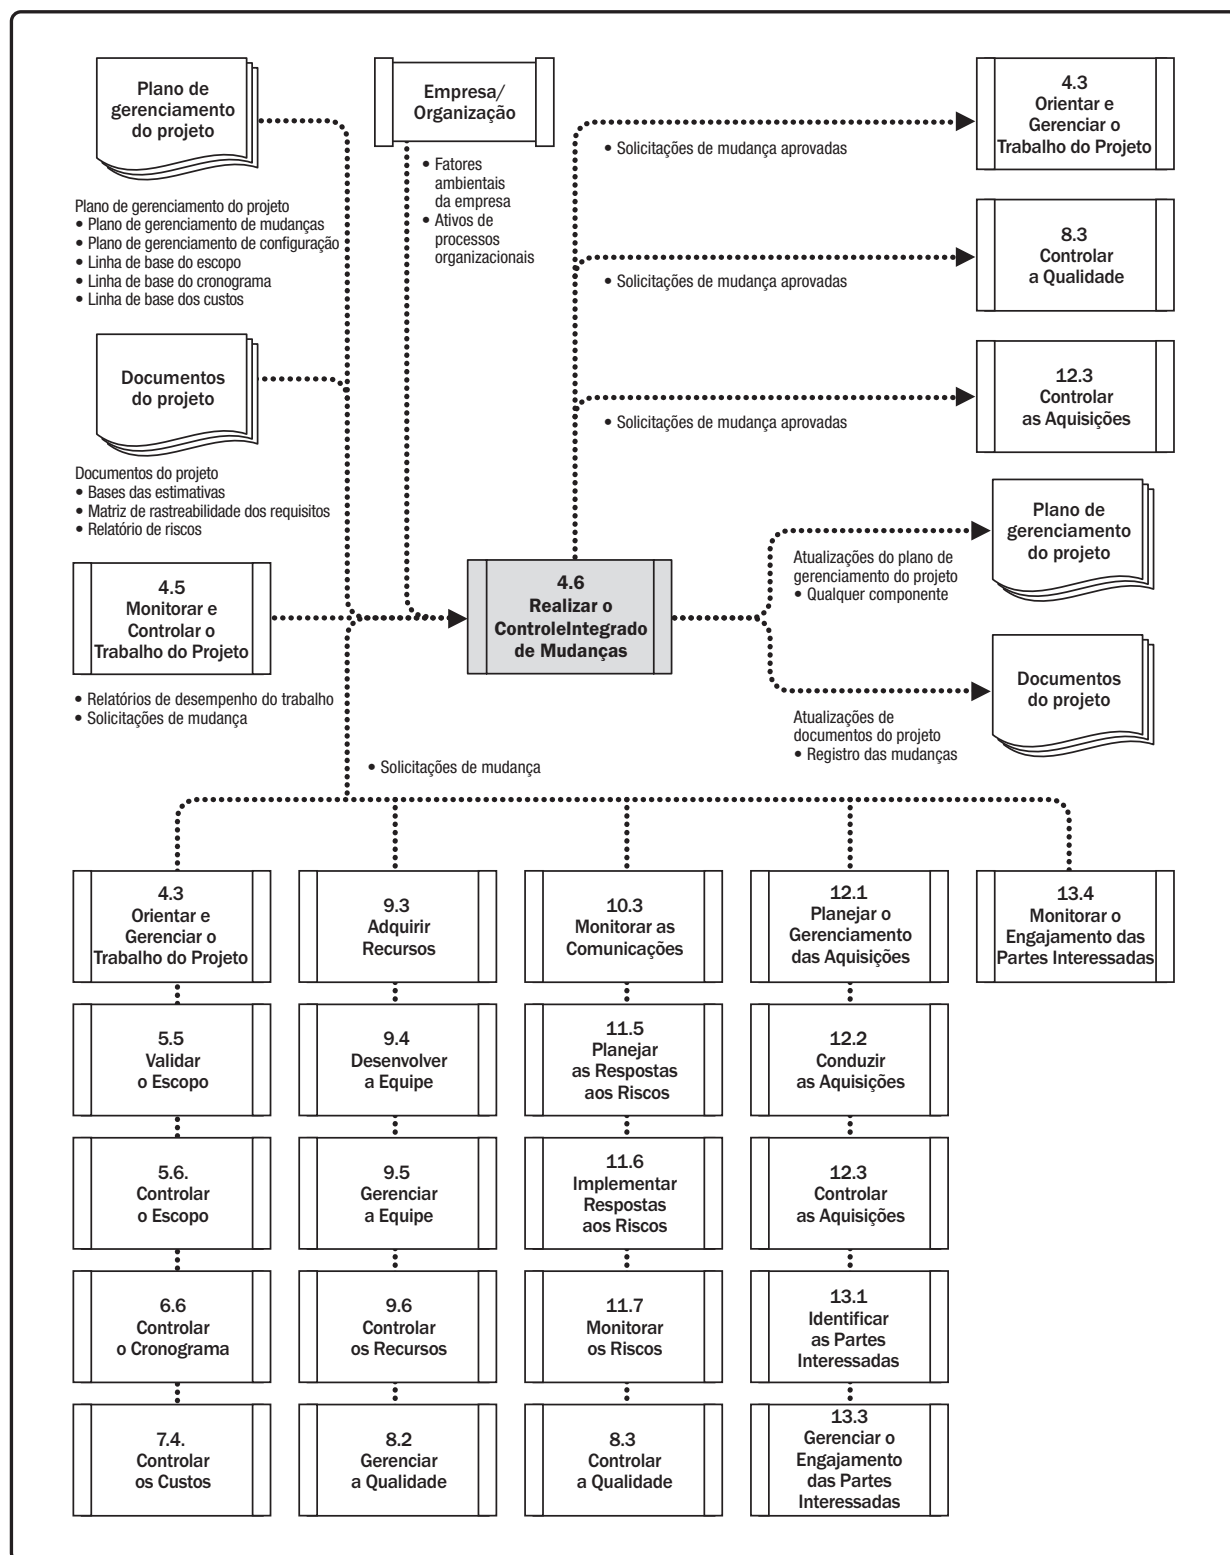 Plano de
gerenciamento
do projeto
Plano de gerenciamento do projeto
• Plano de gerenciamento de mudanças
• Plano de gerenciamento de configuração
• Linha de base do escopo
• Linha de base do cronograma
• Linha de base dos custos
Empresa/
Organização
• Fatores
ambientais
da empresa
• Ativos de
processos
organizacionais
• Solicitações de mudança aprovadas
4.3
Orientar e
Gerenciar o
Trabalho do Projeto
• Solicitações de mudança aprovadas
8.3
Controlar
a Qualidade
• Solicitações de mudança aprovadas
12.3
Controlar
as Aquisições
Documentos
do projeto
Documentos do projeto
• Bases das estimativas
• Matriz de rastreabilidade dos requisitos
• Relatório de riscos
4.5
Monitorar e
Controlar o
Trabalho do Projeto
• Relatórios de desempenho do trabalho
• Solicitações de mudança
4.6
Realizar o
ControleIntegrado
de Mudanças
Atualizações do plano de
gerenciamento do projeto
• Qualquer componente
Plano de
gerenciamento
do projeto
Atualizações de
documentos do projeto
• Registro das mudanças
Documentos
do projeto
• Solicitações de mudança
4.3
Orientar e
Gerenciar o
Trabalho do Projeto
5.5
Validar
o Escopo
5.6.
Controlar
o Escopo
6.6
Controlar
o Cronograma
7.4.
Controlar
os Custos
9.3
Adquirir
Recursos
9.4
Desenvolver
a Equipe
9.5
Gerenciar
a Equipe
9.6
Controlar
os Recursos
8.2
Gerenciar
a Qualidade
10.3
Monitorar as
Comunicações
11.5
Planejar
as Respostas
aos Riscos
11.6
Implementar
Respostas
aos Riscos
11.7
Monitorar
os Riscos
8.3
Controlar
a Qualidade
12.1
Planejar o
Gerenciamento
das Aquisições
12.2
Conduzir
as Aquisições
12.3
Controlar
as Aquisições
13.1
Identificar
as Partes
Interessadas
13.3
Gerenciar o
Engajamento
das Partes
Interessadas
13.4
Monitorar o
Engajamento das
Partes Interessadas